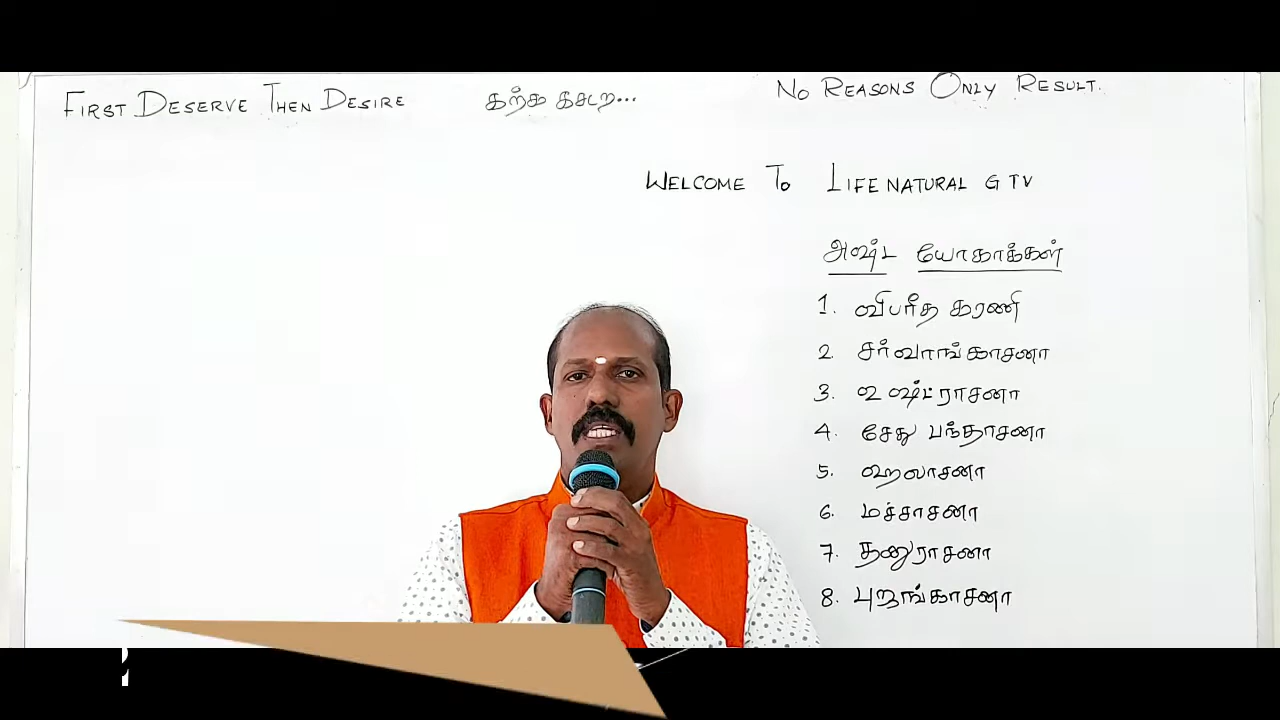 FIRST DESERVE THEN DESIRE கற்க கசடற... NO REASONS ONLY RESULT.
WELCOME TO LIFE NATURAL G TV
அஷ்ட யோகாக்கள்
1. விபரீத கரணி
2. சர்வாங்காசனா
3. உஷ்ட்ராசனா
4. சேது பந்தாசனா
5. ஹலாசனா
6. மச்சாசனா
7. தனுராசனா
8. புஜங்காசனா